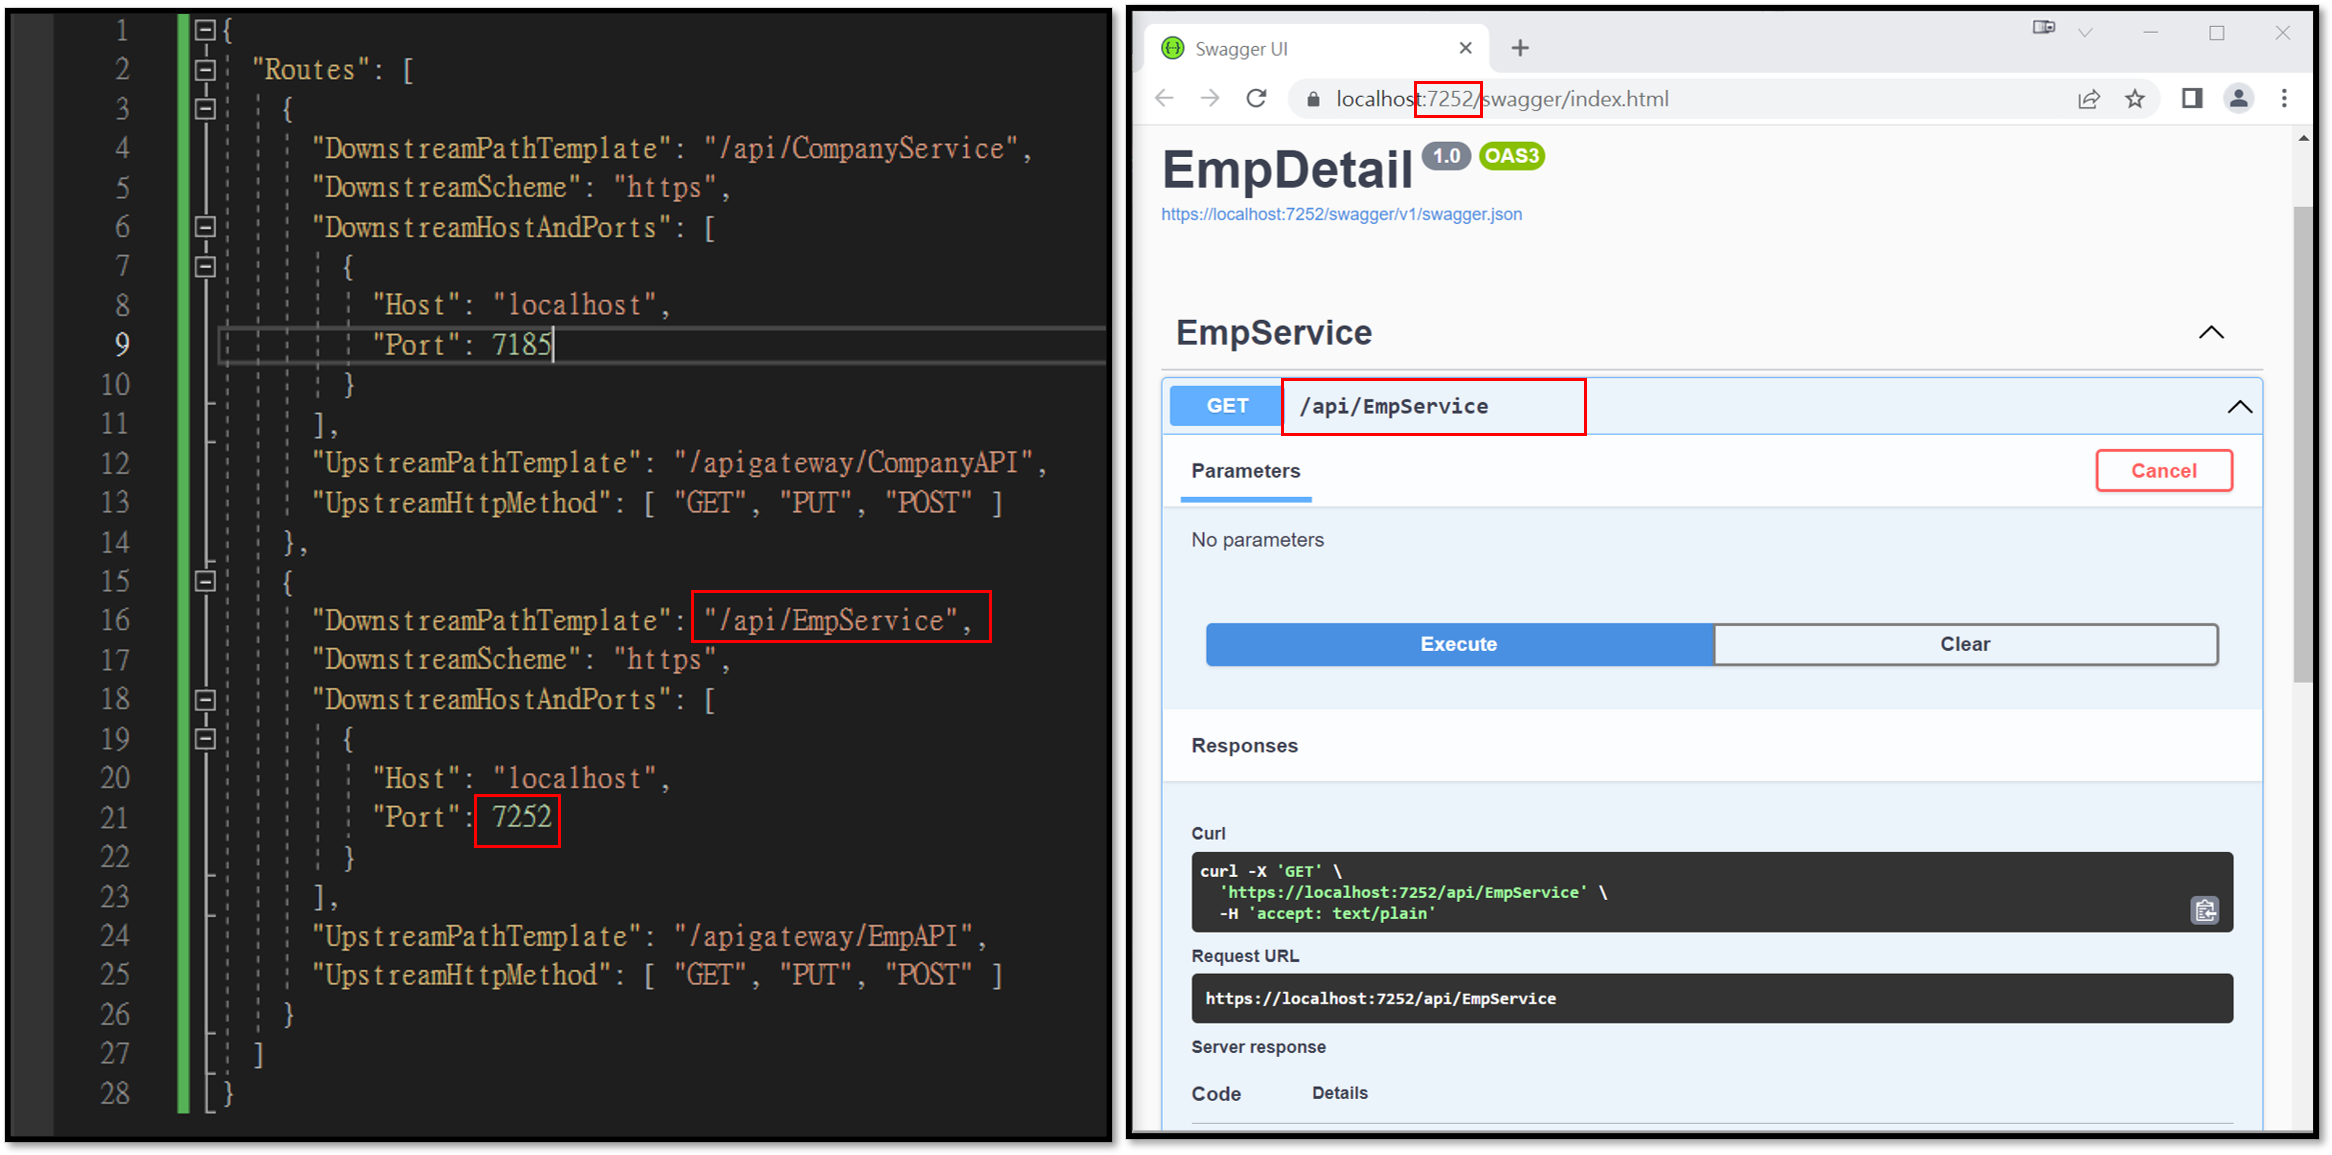 1 {
2 "Routes": [
3 {
4 "DownstreamPathTemplate": "/api/CompanyService",
5 "DownstreamScheme": "https",
6 "DownstreamHostAndPorts": [
7 {
8 "Host": "localhost",
9 "Port": 7185
10 }
11 ],
12 "UpstreamPathTemplate": "/apigateway/CompanyAPI",
13 "UpstreamHttpMethod": [ "GET", "PUT", "POST" ]
14 },
15 {
16 "DownstreamPathTemplate": "/api/EmpService",
17 "DownstreamScheme": "https",
18 "DownstreamHostAndPorts": [
19 {
20 "Host": "localhost",
21 "Port": 7252
22 }
23 ],
24 "UpstreamPathTemplate": "/apigateway/EmpAPI",
25 "UpstreamHttpMethod": [ "GET", "PUT", "POST" ]
26 }
27 ]
28 }
Swagger UI
localhost:7252/swagger/index.html
EmpDetail 1.0 OAS3
https://localhost:7252/swagger/v1/swagger.json
EmpService
GET /api/EmpService
Parameters Cancel
No parameters
Execute Clear
Responses
Curl
curl -X 'GET' \
'https://localhost:7252/api/EmpService' \
-H 'accept: text/plain'
Request URL
https://localhost:7252/api/EmpService
Server response
Code Details